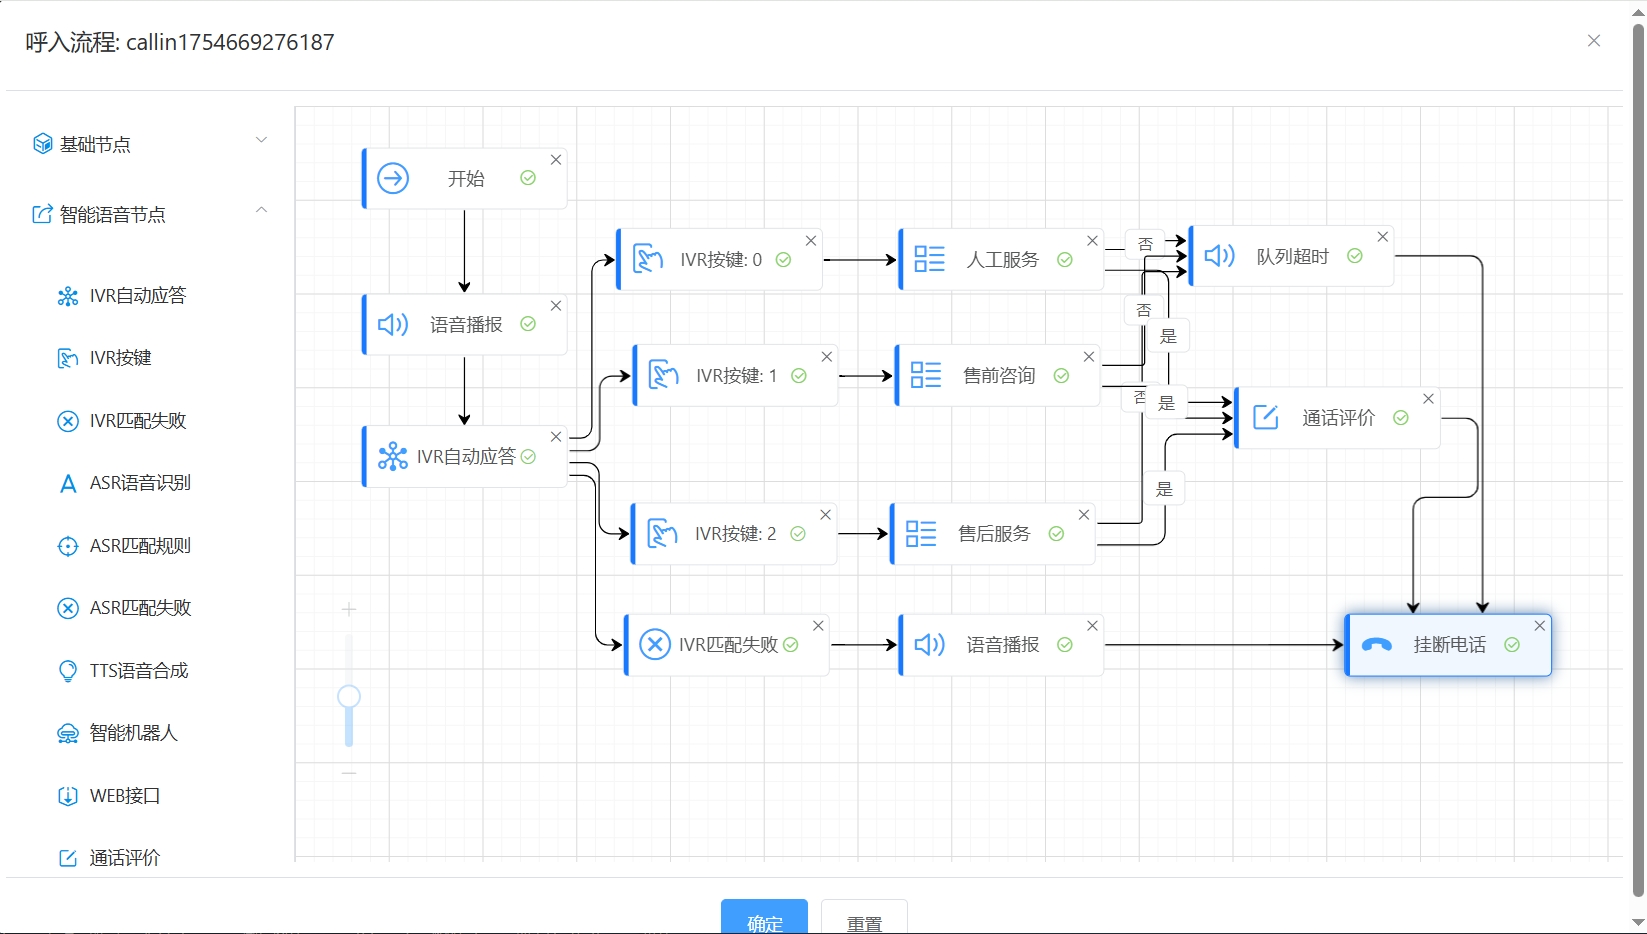 呼入流程: callin1754669276187
基础节点
智能语音节点
IVR自动应答
IVR按键
IVR匹配失败
ASR语音识别
ASR匹配规则
ASR匹配失败
TTS语音合成
智能机器人
WEB接口
通话评价
开始
语音播报
IVR自动应答
IVR按键: 0
人工服务
否
队列超时
否
是
IVR按键: 1
售前咨询
否
是
通话评价
是
IVR按键: 2
售后服务
IVR匹配失败
语音播报
挂断电话
确定
重置